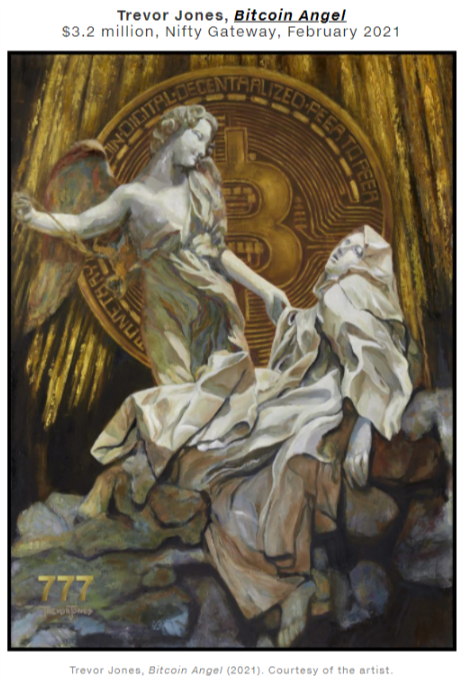 Trevor Jones, Bitcoin Angel
$3.2 million, Nifty Gateway, February 2021
DIGITAL·DECENTRALIZED·PEER TO PEER
777
Trevor Jones, Bitcoin Angel (2021). Courtesy of the artist.